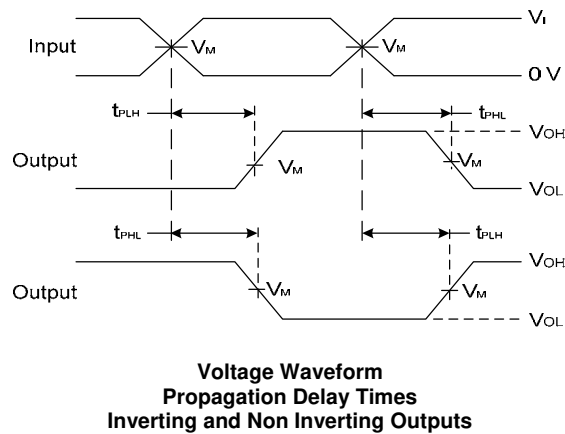 VI
Input
VM
VM
0 V
tPLH
tPHL
VOH
Output
VM
VM
VOL
tPHL
tPLH
VOH
Output
VM
VM
VOL
Voltage Waveform
Propagation Delay Times
Inverting and Non Inverting Outputs